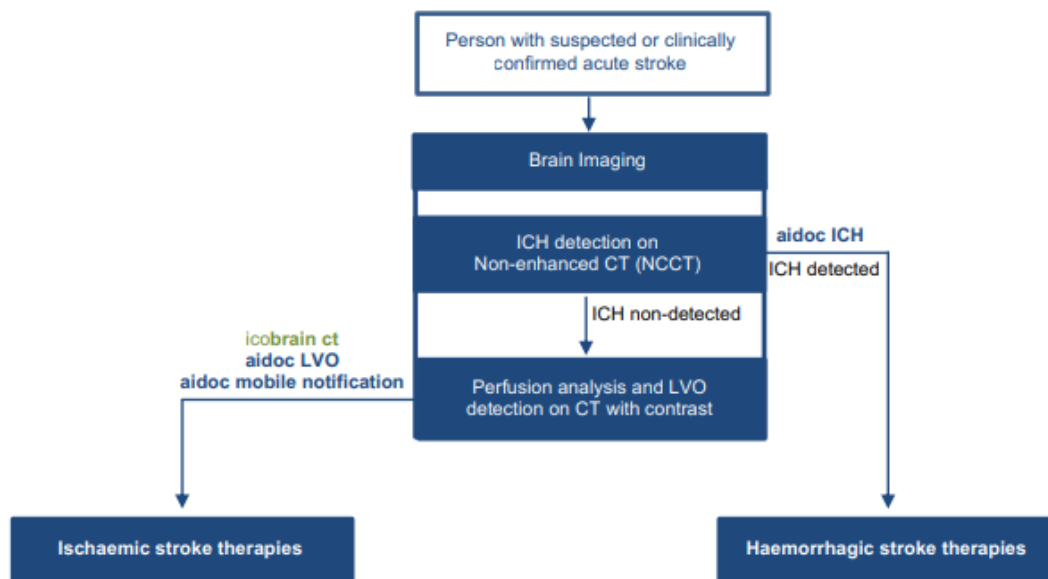 Person with suspected or clinically
confirmed acute stroke
Brain Imaging
ICH detection on
Non-enhanced CT (NCCT)
aidoc ICH
ICH detected
ICH non-detected
icobrain ct
aidoc LVO
aidoc mobile notification
Perfusion analysis and LVO
detection on CT with contrast
Ischaemic stroke therapies
Haemorrhagic stroke therapies